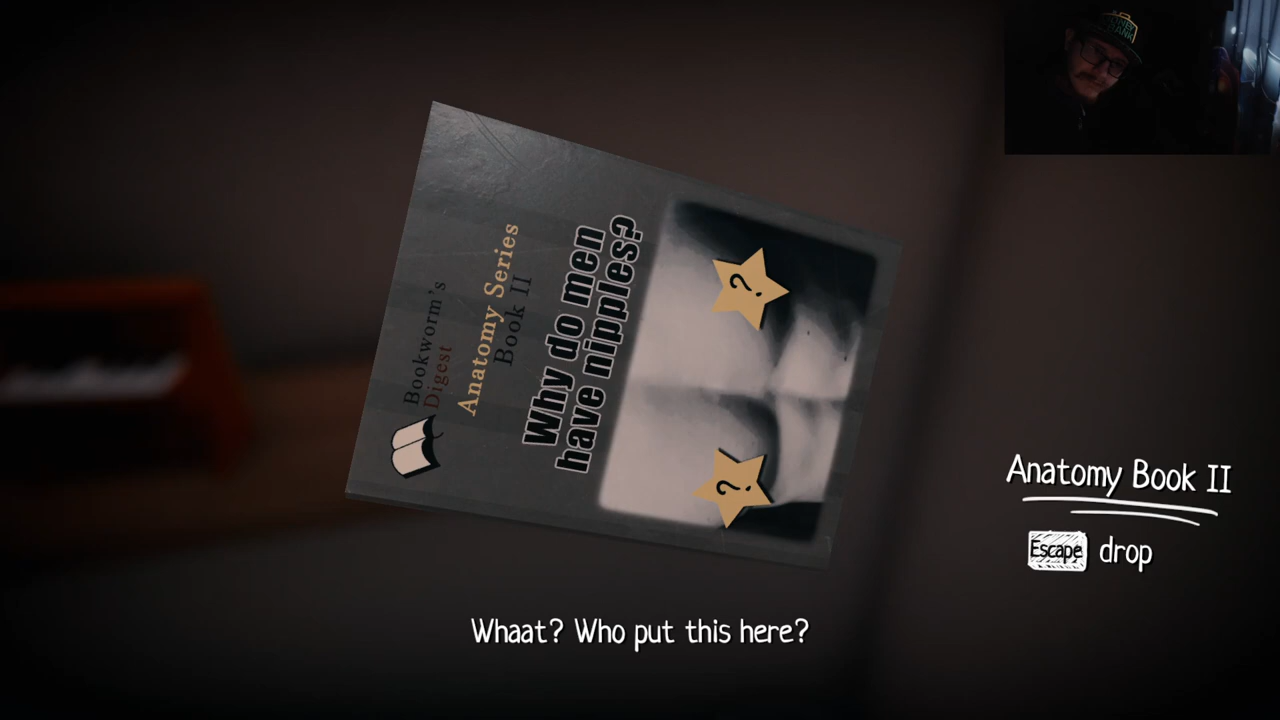 Bookworm's
Digest
Anatomy Series
Book II
Why do men
have nipples?
?
?
Anatomy Book II
Escape drop
Whaat? Who put this here?